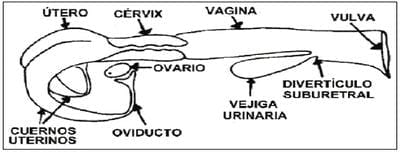 ÚTERO
CÉRVIX
VAGINA
VULVA
OVARIO
CUERNOS
UTERINOS
OVIDUCTO
VEJIGA
URINARIA
DIVERTÍCULO
SUBURETRAL